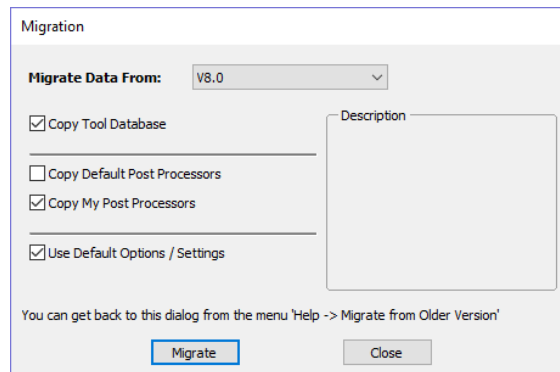 Migration
Migrate Data From: V8.0
Copy Tool Database
Description
Copy Default Post Processors
Copy My Post Processors
Use Default Options / Settings
You can get back to this dialog from the menu 'Help -> Migrate from Older Version'
Migrate Close